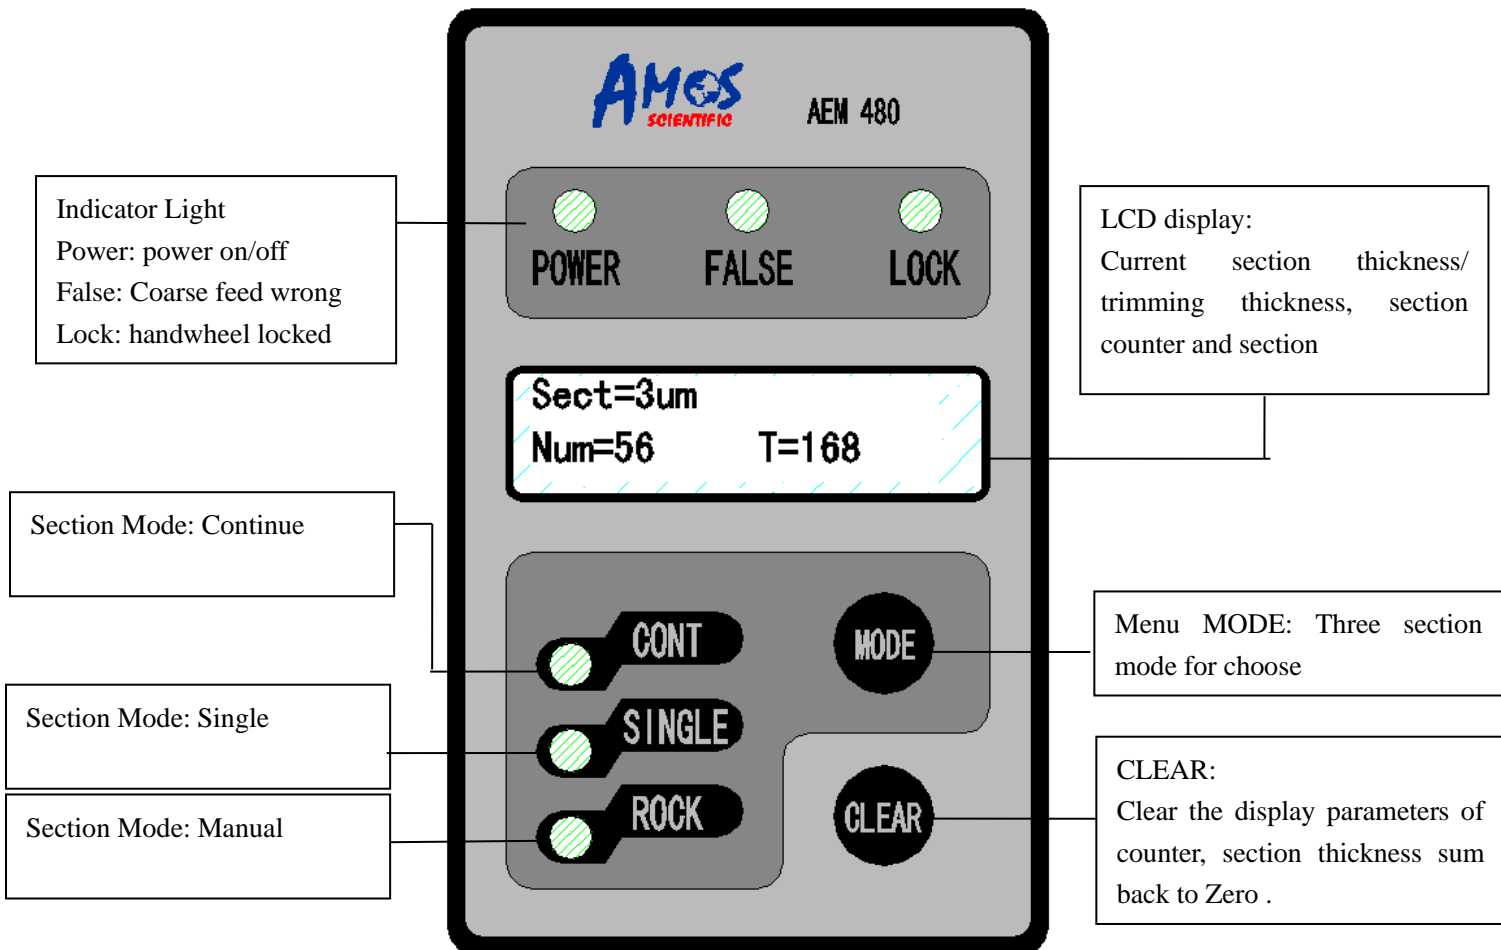 AMOS
SCIENTIFIC
AEM 480
Indicator Light
Power: power on/off
False: Coarse feed wrong
Lock: handwheel locked
POWER
FALSE
LOCK
LCD display:
Current section thickness/
trimming thickness, section
counter and section
Sect=3um
Num=56 T=168
Section Mode: Continue
Section Mode: Single
Section Mode: Manual
CONT
SINGLE
ROCK
MODE
CLEAR
Menu MODE: Three section
mode for choose
CLEAR:
Clear the display parameters of
counter, section thickness sum
back to Zero .